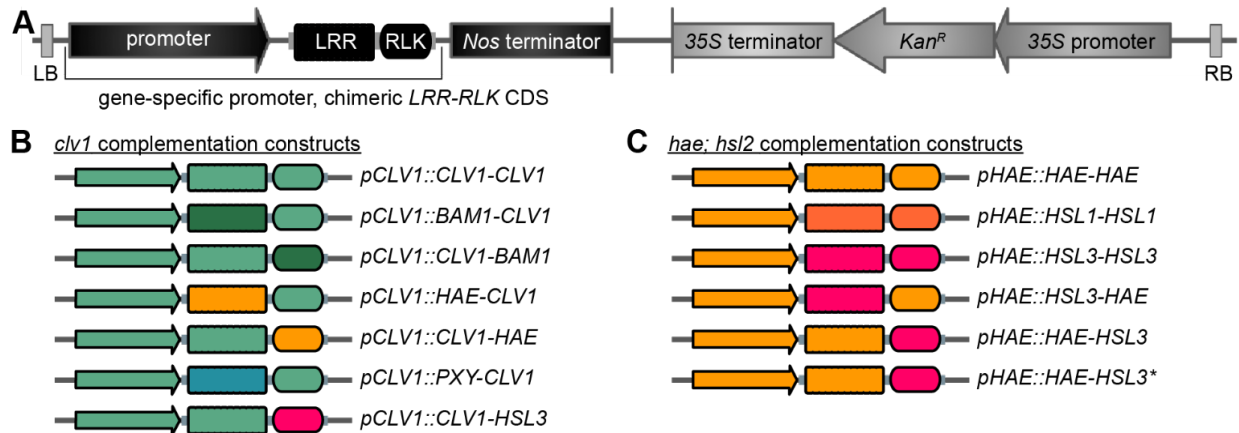 A
promoter LRR RLK Nos terminator 35S terminator Kan^R 35S promoter
LB RB
gene-specific promoter, chimeric LRR-RLK CDS
B clv1 complementation constructs
pCLV1::CLV1-CLV1
pCLV1::BAM1-CLV1
pCLV1::CLV1-BAM1
pCLV1::HAE-CLV1
pCLV1::CLV1-HAE
pCLV1::PXY-CLV1
pCLV1::CLV1-HSL3
C hae; hsl2 complementation constructs
pHAE::HAE-HAE
pHAE::HSL1-HSL1
pHAE::HSL3-HSL3
pHAE::HSL3-HAE
pHAE::HAE-HSL3
pHAE::HAE-HSL3*